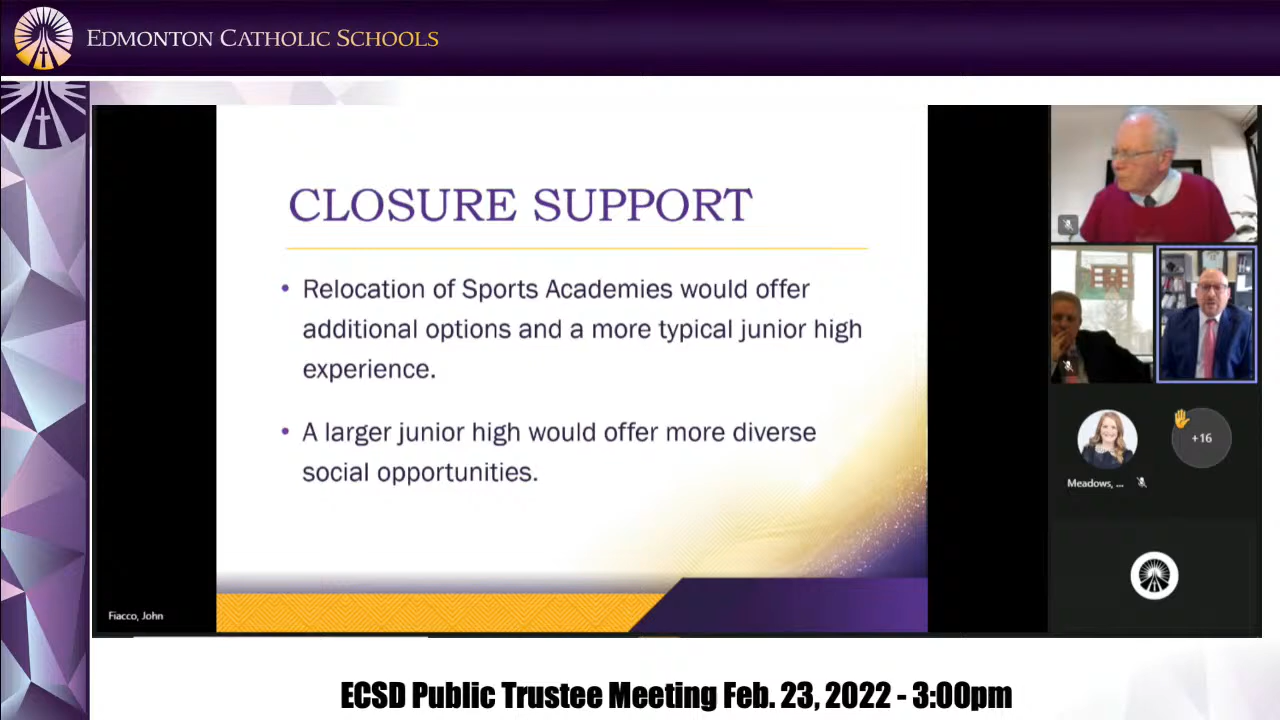 EDMONTON CATHOLIC SCHOOLS
CLOSURE SUPPORT
• Relocation of Sports Academies would offer
additional options and a more typical junior high
experience.
• A larger junior high would offer more diverse
social opportunities.
+16
Meadows, ...
Fiacco, John
ECSD Public Trustee Meeting Feb. 23, 2022 - 3:00pm